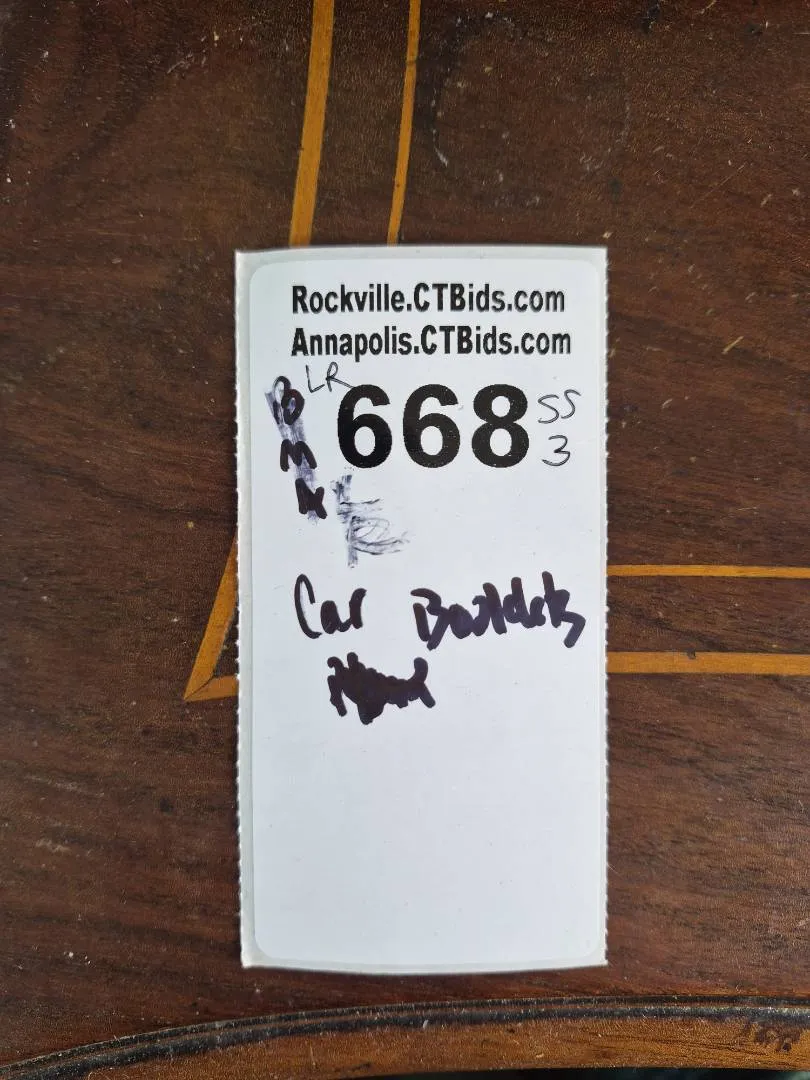 Rockville.CTBids.com
Annapolis.CTBids.com
LR
668
SS
3
B
M
A
Car